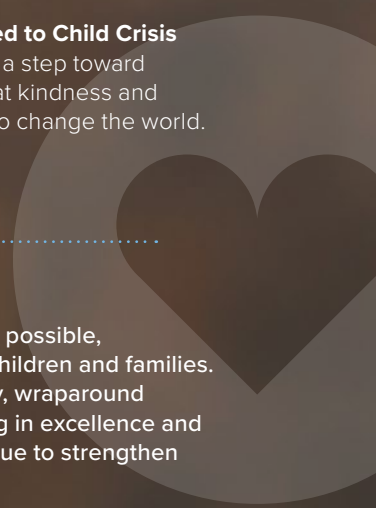 ed to Child Crisis
a step toward
at kindness and
o change the world.
possible,
hildren and families.
y, wraparound
g in excellence and
ue to strengthen